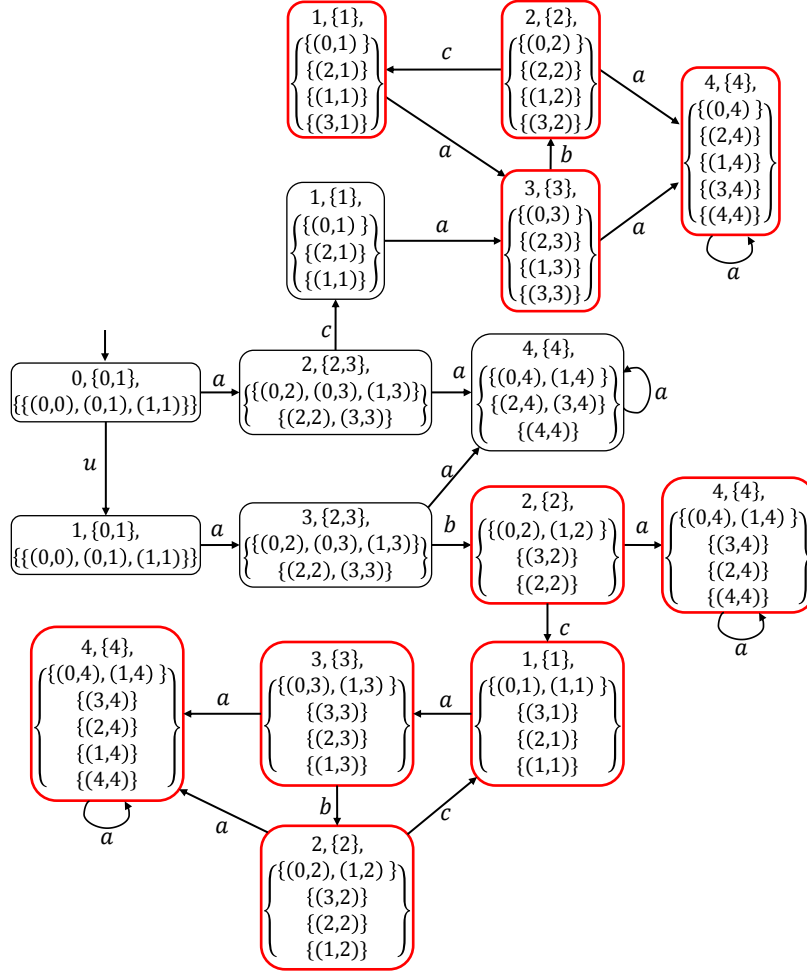 1, {1},
{(0,1) }
{(2,1)}
{(1,1)}
{(3,1)}
c
2, {2},
{(0,2) }
{(2,2)}
{(1,2)}
{(3,2)}
a
4, {4},
{(0,4) }
{(2,4)}
{(1,4)}
{(3,4)}
{(4,4)}
a
a
b
1, {1},
{(0,1) }
{(2,1)}
{(1,1)}
a
3, {3},
{(0,3) }
{(2,3)}
{(1,3)}
{(3,3)}
a
c
0, {0,1},
{{(0,0), (0,1), (1,1)}}
a
2, {2,3},
{(0,2), (0,3), (1,3)}
{(2,2), (3,3)}
a
4, {4},
{(0,4), (1,4) }
{(2,4), (3,4)}
{(4,4)}
a
u
a
1, {0,1},
{{(0,0), (0,1), (1,1)}}
a
3, {2,3},
{(0,2), (0,3), (1,3)}
{(2,2), (3,3)}
b
2, {2},
{(0,2), (1,2) }
{(3,2)}
{(2,2)}
a
4, {4},
{(0,4), (1,4) }
{(3,4)}
{(2,4)}
{(4,4)}
a
c
4, {4},
{(0,4), (1,4) }
{(3,4)}
{(2,4)}
{(1,4)}
{(4,4)}
a
a
3, {3},
{(0,3), (1,3) }
{(3,3)}
{(2,3)}
{(1,3)}
a
1, {1},
{(0,1), (1,1) }
{(3,1)}
{(2,1)}
{(1,1)}
b
a
c
2, {2},
{(0,2), (1,2) }
{(3,2)}
{(2,2)}
{(1,2)}